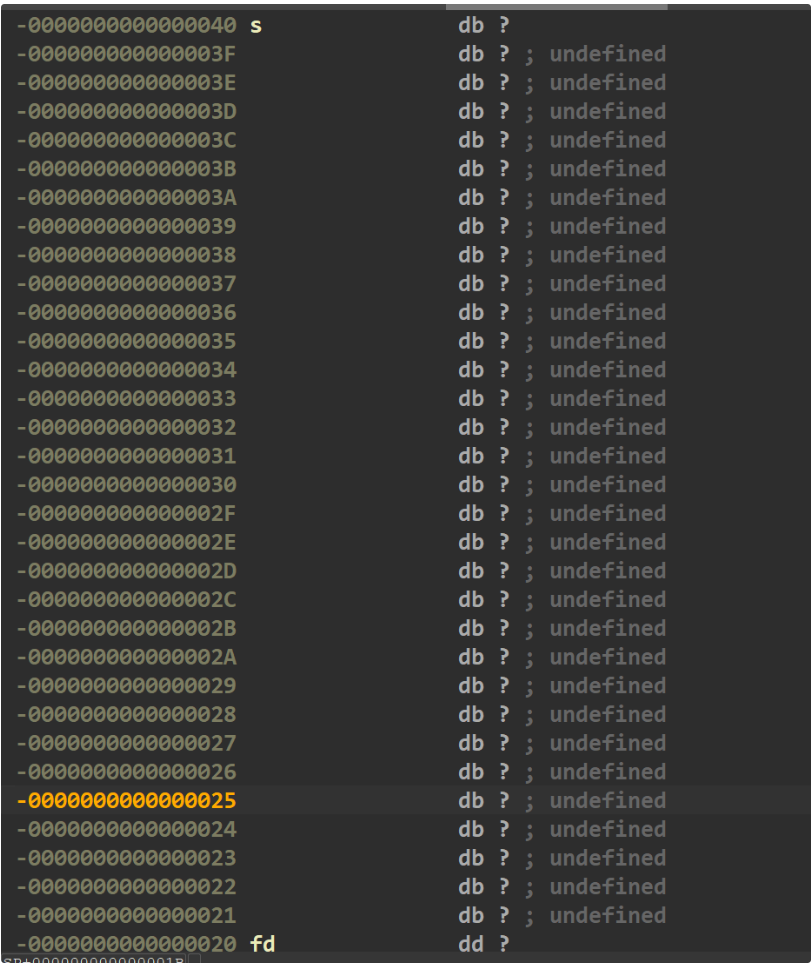 -0000000000000040 s db ?
-000000000000003F db ? ; undefined
-000000000000003E db ? ; undefined
-000000000000003D db ? ; undefined
-000000000000003C db ? ; undefined
-000000000000003B db ? ; undefined
-000000000000003A db ? ; undefined
-0000000000000039 db ? ; undefined
-0000000000000038 db ? ; undefined
-0000000000000037 db ? ; undefined
-0000000000000036 db ? ; undefined
-0000000000000035 db ? ; undefined
-0000000000000034 db ? ; undefined
-0000000000000033 db ? ; undefined
-0000000000000032 db ? ; undefined
-0000000000000031 db ? ; undefined
-0000000000000030 db ? ; undefined
-000000000000002F db ? ; undefined
-000000000000002E db ? ; undefined
-000000000000002D db ? ; undefined
-000000000000002C db ? ; undefined
-000000000000002B db ? ; undefined
-000000000000002A db ? ; undefined
-0000000000000029 db ? ; undefined
-0000000000000028 db ? ; undefined
-0000000000000027 db ? ; undefined
-0000000000000026 db ? ; undefined
-0000000000000025 db ? ; undefined
-0000000000000024 db ? ; undefined
-0000000000000023 db ? ; undefined
-0000000000000022 db ? ; undefined
-0000000000000021 db ? ; undefined
-0000000000000020 fd dd ?